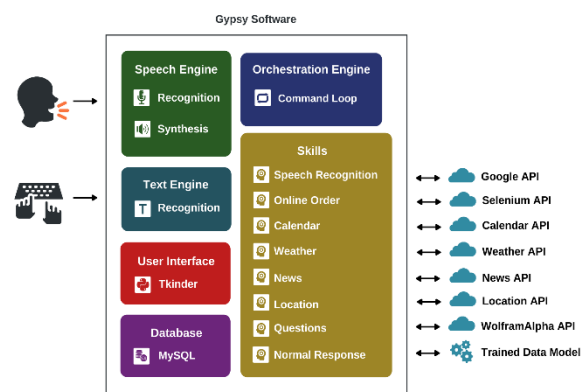 Gypsy Software
Speech Engine
Recognition
Synthesis
Text Engine
T
Recognition
User Interface
Tkinder
Database
MySQL
Orchestration Engine
Command Loop
Skills
Speech Recognition
Online Order
Calendar
Weather
News
Location
Questions
Normal Response
Google API
Selenium API
Calendar API
Weather API
News API
Location API
WolframAlpha API
Trained Data Model